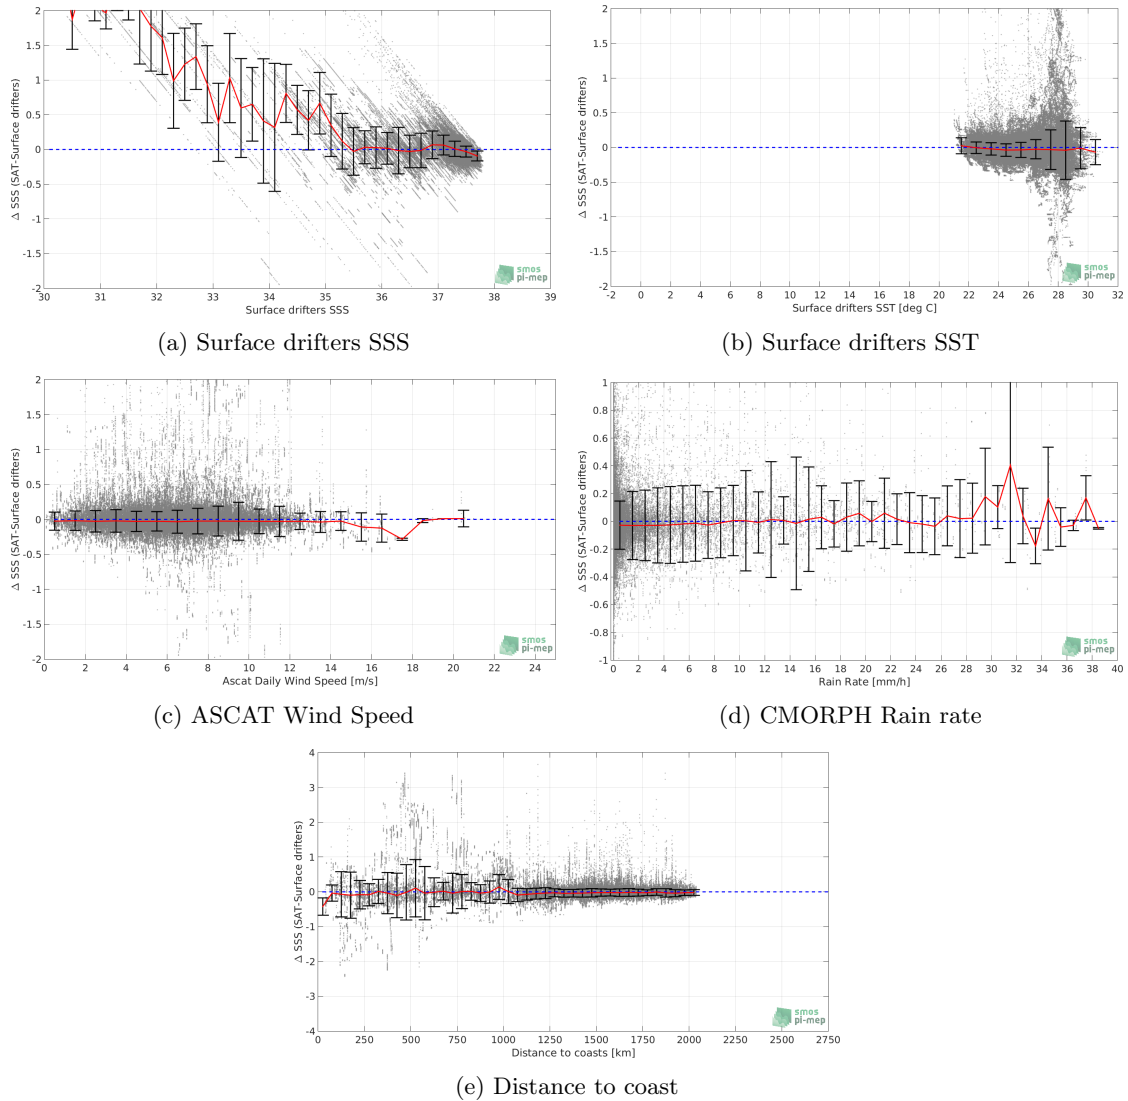 2
1.5
1
0.5
0
-0.5
-1
-1.5
-2
Δ SSS (SAT-Surface drifters)
30 31 32 33 34 35 36 37 38 39
Surface drifters SSS
smos
pi-mep
(a) Surface drifters SSS
2
1.5
1
0.5
0
-0.5
-1
-1.5
-2
Δ SSS (SAT-Surface drifters)
-2 0 2 4 6 8 10 12 14 16 18 20 22 24 26 28 30 32
Surface drifters SST [deg C]
smos
pi-mep
(b) Surface drifters SST
2
1.5
1
0.5
0
-0.5
-1
-1.5
-2
Δ SSS (SAT-Surface drifters)
0 2 4 6 8 10 12 14 16 18 20 22 24
Ascat Daily Wind Speed [m/s]
smos
pi-mep
(c) ASCAT Wind Speed
1
0.8
0.6
0.4
0.2
0
-0.2
-0.4
-0.6
-0.8
-1
Δ SSS (SAT-Surface drifters)
0 2 4 6 8 10 12 14 16 18 20 22 24 26 28 30 32 34 36 38 40
Rain Rate [mm/h]
smos
pi-mep
(d) CMORPH Rain rate
4
3
2
1
0
-1
-2
-3
-4
Δ SSS (SAT-Surface drifters)
0 250 500 750 1000 1250 1500 1750 2000 2250 2500 2750
Distance to coasts [km]
smos
pi-mep
(e) Distance to coast